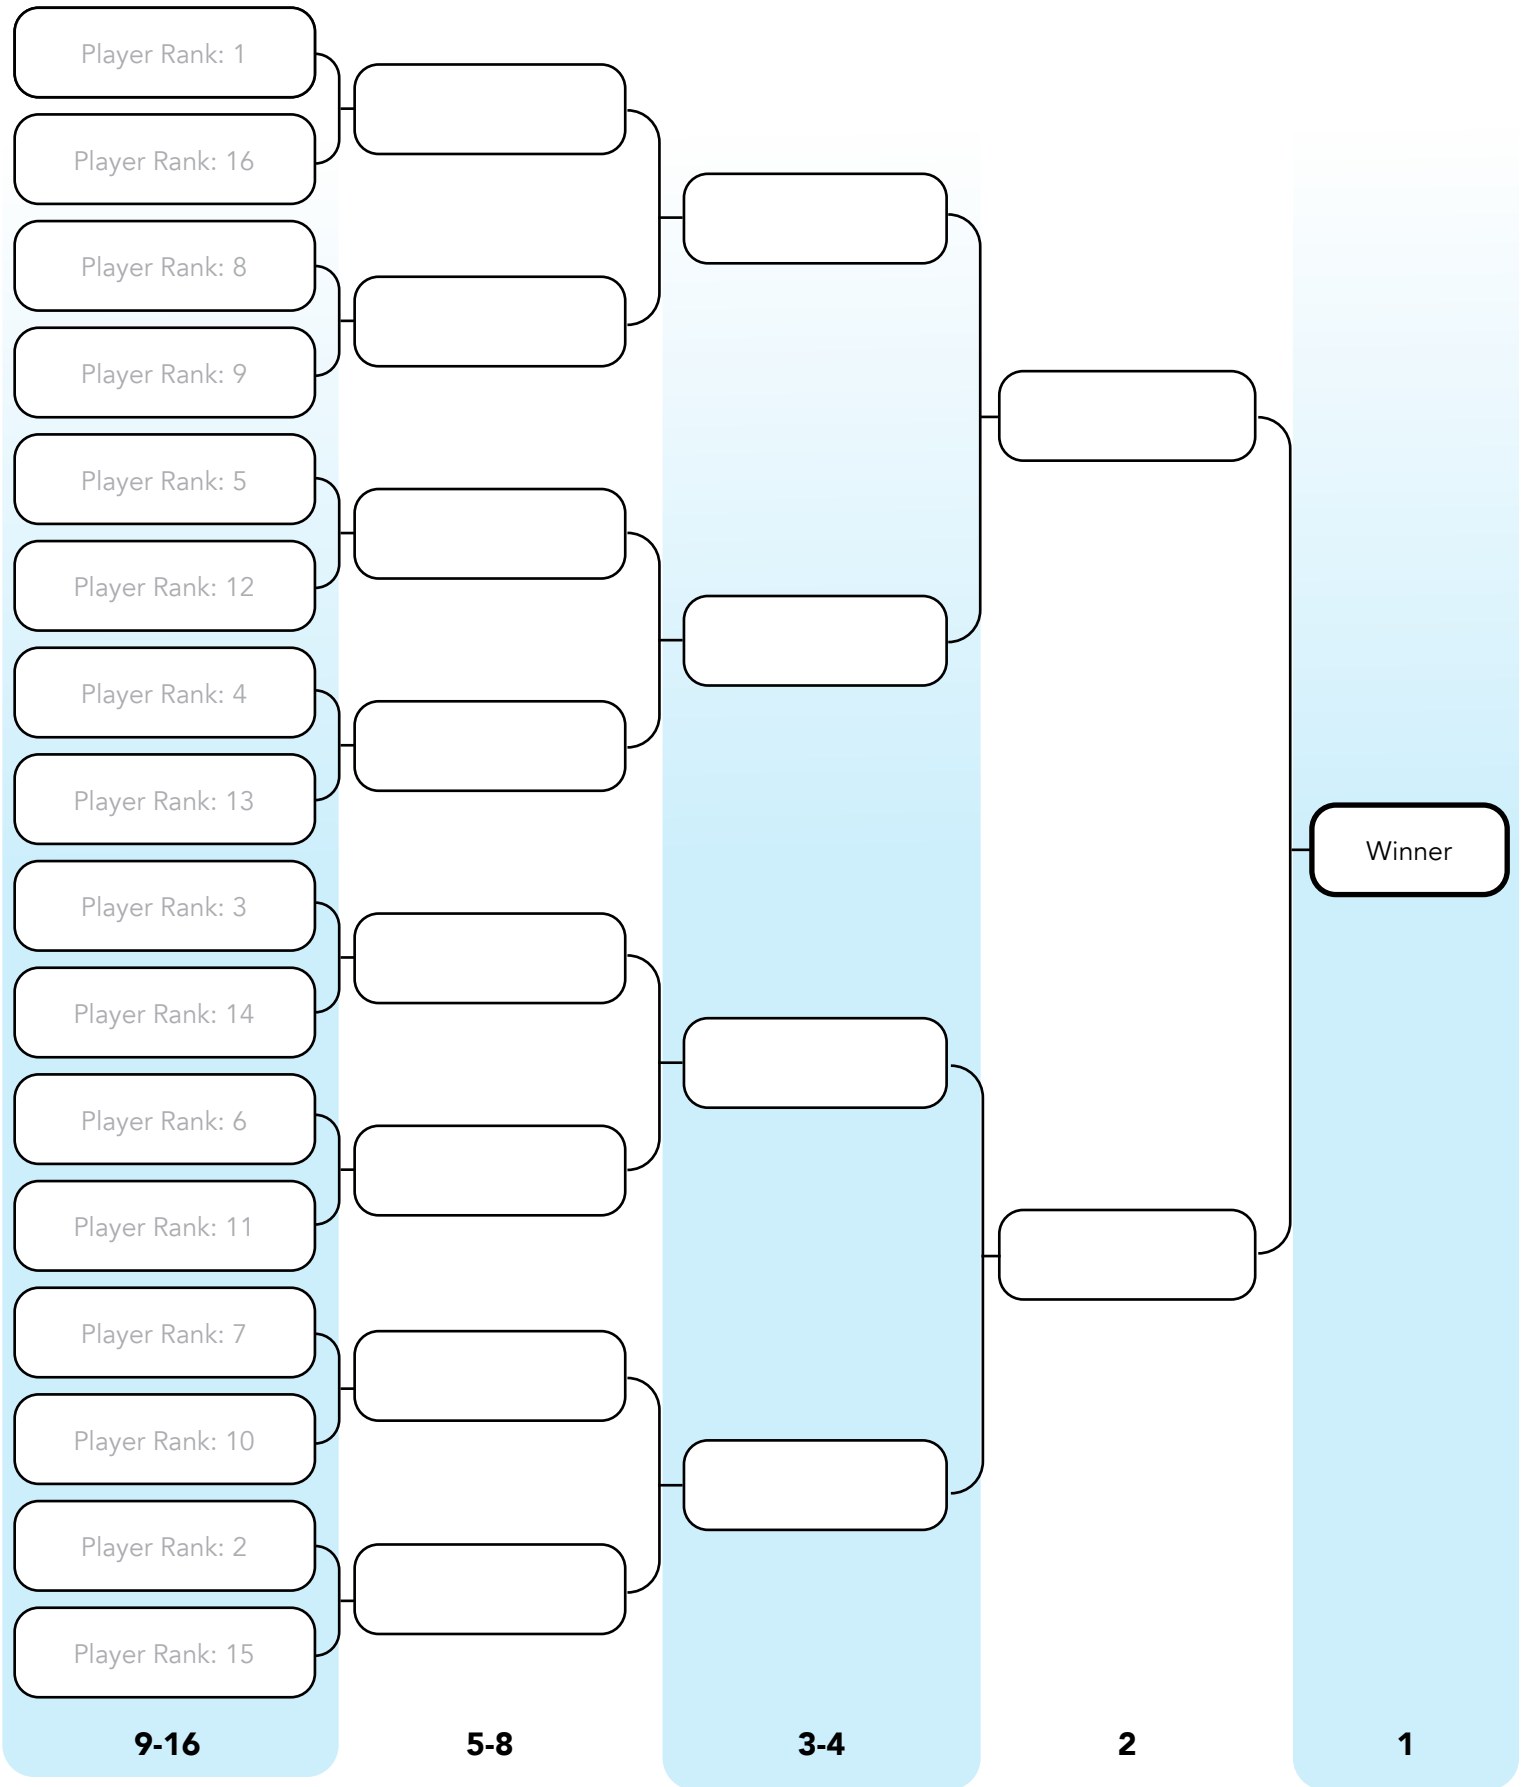 Player Rank: 1
Player Rank: 16
Player Rank: 8
Player Rank: 9
Player Rank: 5
Player Rank: 12
Player Rank: 4
Player Rank: 13
Player Rank: 3
Player Rank: 14
Player Rank: 6
Player Rank: 11
Player Rank: 7
Player Rank: 10
Player Rank: 2
Player Rank: 15
Winner
9-16
5-8
3-4
2
1